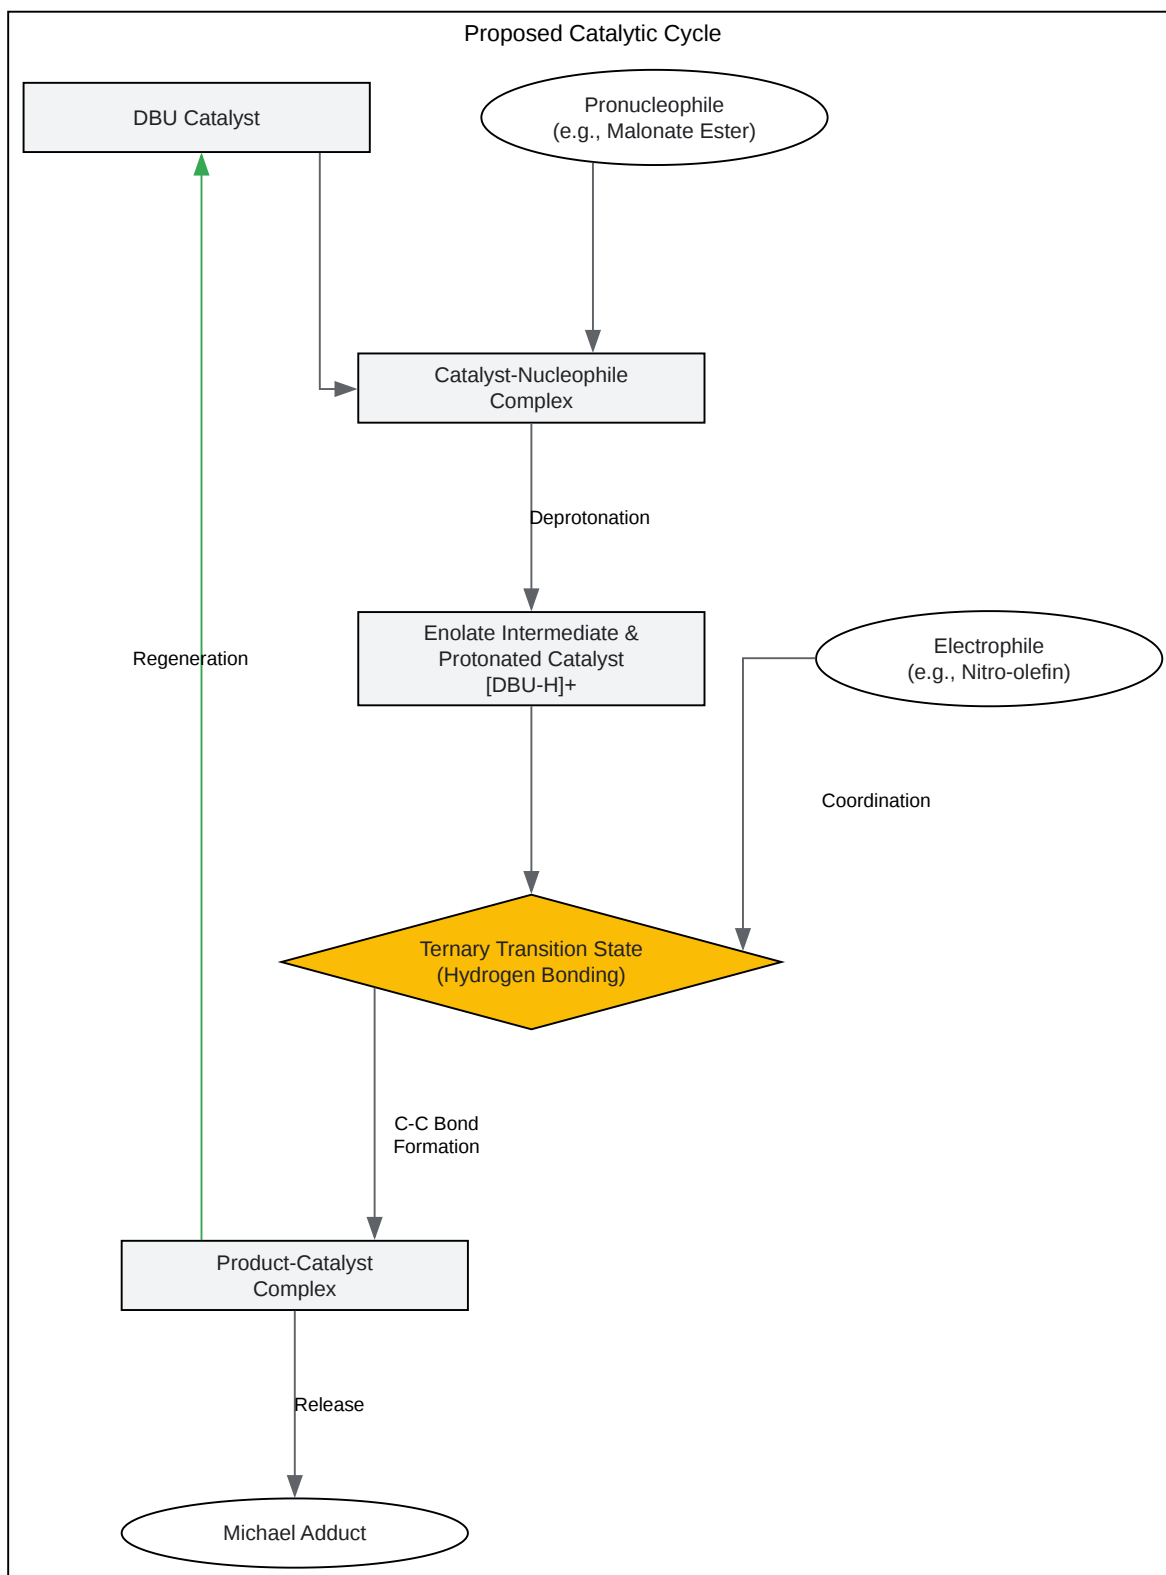 Proposed Catalytic Cycle
DBU Catalyst
Pronucleophile
(e.g., Malonate Ester)
Catalyst-Nucleophile
Complex
Deprotonation
Enolate Intermediate &
Protonated Catalyst
[DBU-H]+
Electrophile
(e.g., Nitro-olefin)
Regeneration
Coordination
Ternary Transition State
(Hydrogen Bonding)
C-C Bond
Formation
Product-Catalyst
Complex
Release
Michael Adduct